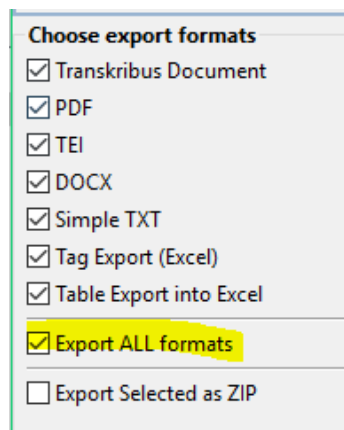 Choose export formats
Transkribus Document
PDF
TEI
DOCX
Simple TXT
Tag Export (Excel)
Table Export into Excel
Export ALL formats
Export Selected as ZIP